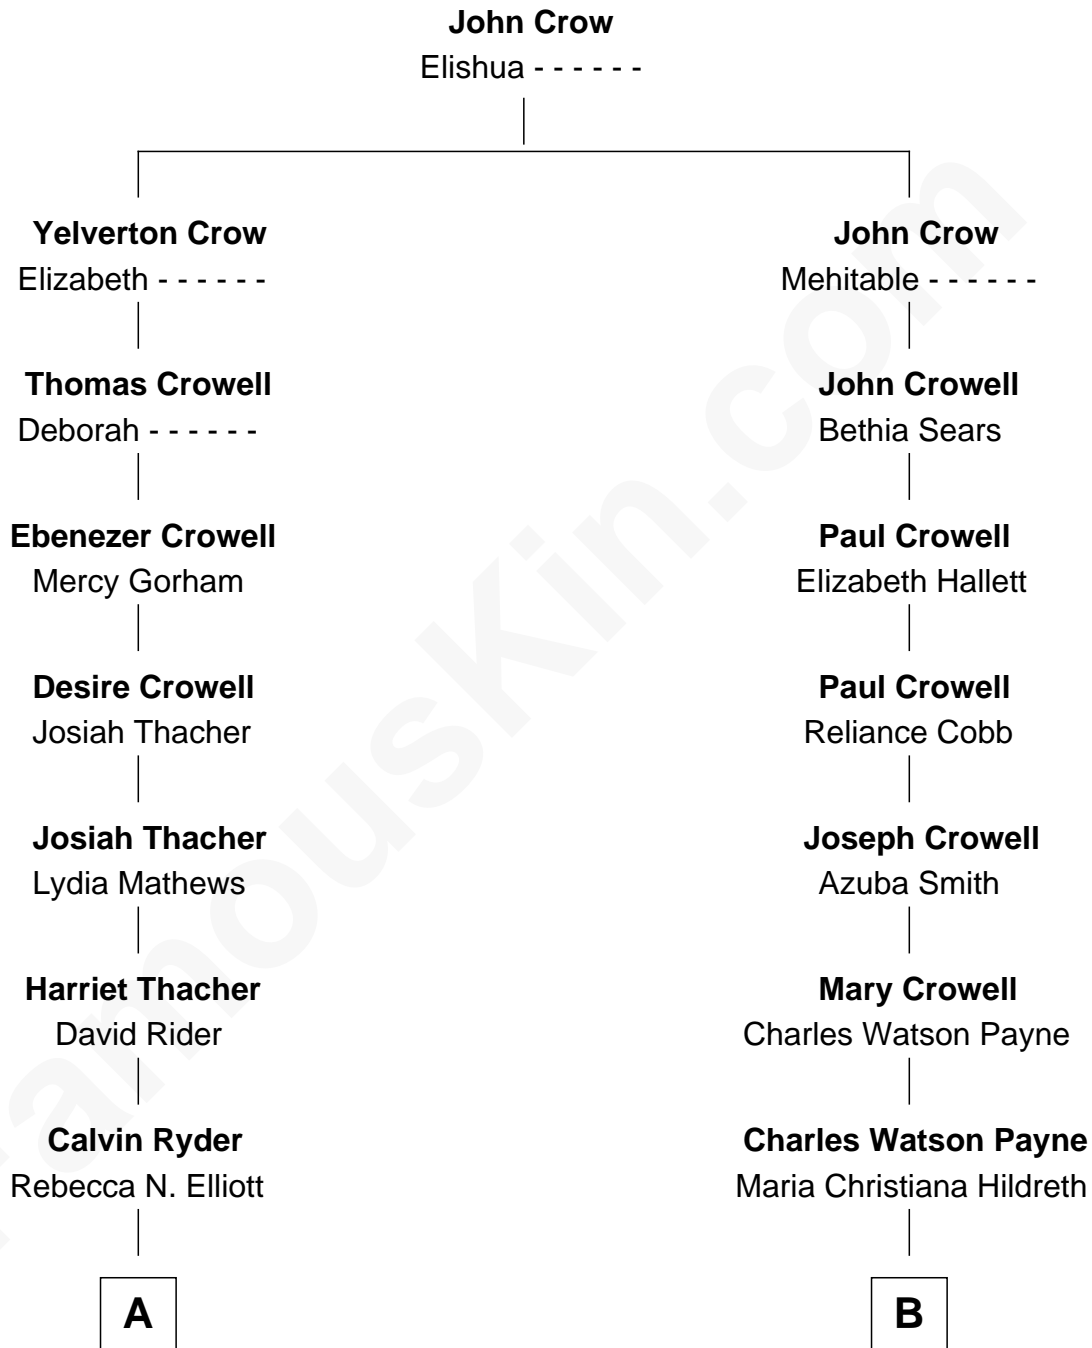 John Crow
Elishua - - - - - -
Yelverton Crow
Elizabeth - - - - - -
John Crow
Mehitable - - - - - -
Thomas Crowell
Deborah - - - - - -
John Crowell
Bethia Sears
Ebenezer Crowell
Mercy Gorham
Paul Crowell
Elizabeth Hallett
Desire Crowell
Josiah Thacher
Paul Crowell
Reliance Cobb
Josiah Thacher
Lydia Mathews
Joseph Crowell
Azuba Smith
Harriet Thacher
David Rider
Mary Crowell
Charles Watson Payne
Calvin Ryder
Rebecca N. Elliott
Charles Watson Payne
Maria Christiana Hildreth
A
B
FamousKin.com